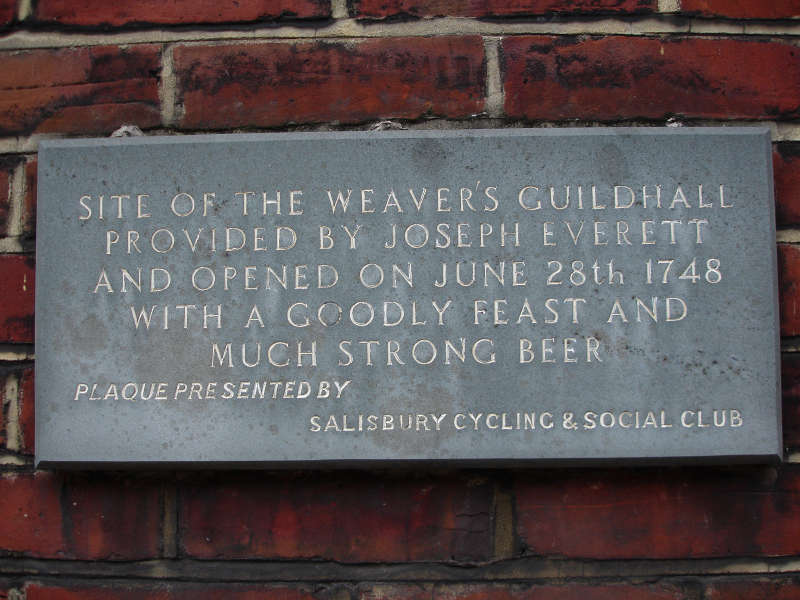 SITE OF THE WEAVER'S GUILDHALL
PROVIDED BY JOSEPH EVERETT
AND OPENED ON JUNE 28th 1748
WITH A GOODLY FEAST AND
MUCH STRONG BEER
PLAQUE PRESENTED BY
SALISBURY CYCLING & SOCIAL CLUB